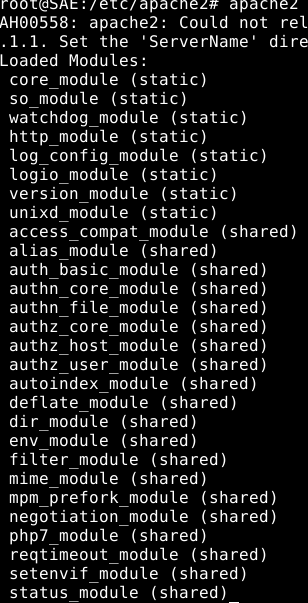 root@SAE:/etc/apache2# apache2
AH00558: apache2: Could not rel
.1.1. Set the 'ServerName' dire
Loaded Modules:
core_module (static)
so_module (static)
watchdog_module (static)
http_module (static)
log_config_module (static)
logio_module (static)
version_module (static)
unixd_module (static)
access_compat_module (shared)
alias_module (shared)
auth_basic_module (shared)
authn_core_module (shared)
authn_file_module (shared)
authz_core_module (shared)
authz_host_module (shared)
authz_user_module (shared)
autoindex_module (shared)
deflate_module (shared)
dir_module (shared)
env_module (shared)
filter_module (shared)
mime_module (shared)
mpm_prefork_module (shared)
negotiation_module (shared)
php7_module (shared)
reqtimeout_module (shared)
setenvif_module (shared)
status_module (shared)